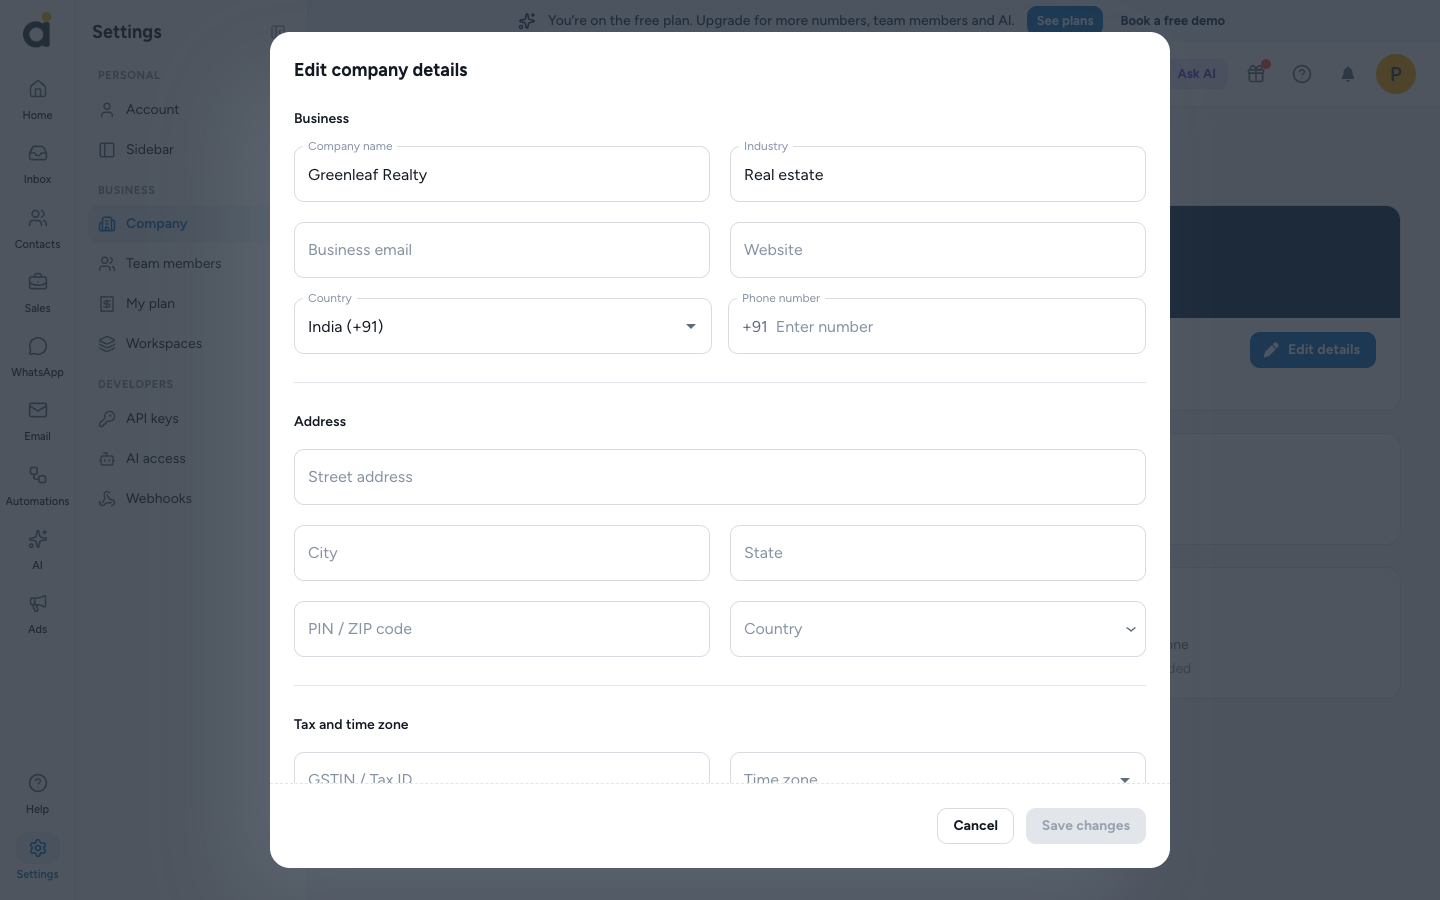 Settings
You're on the free plan. Upgrade for more numbers, team members and AI.
See plans
Book a free demo
Ask AI
P
Home
Inbox
Contacts
Sales
WhatsApp
Email
Automations
AI
Ads
Help
Settings
PERSONAL
Account
Sidebar
BUSINESS
Company
Team members
My plan
Workspaces
DEVELOPERS
API keys
AI access
Webhooks
Edit details
Edit company details
Business
Company name
Greenleaf Realty
Industry
Real estate
Business email
Website
Country
India (+91)
Phone number
+91 Enter number
Address
Street address
City
State
PIN / ZIP code
Country
Tax and time zone
GSTIN / Tax ID
Time zone
Cancel
Save changes